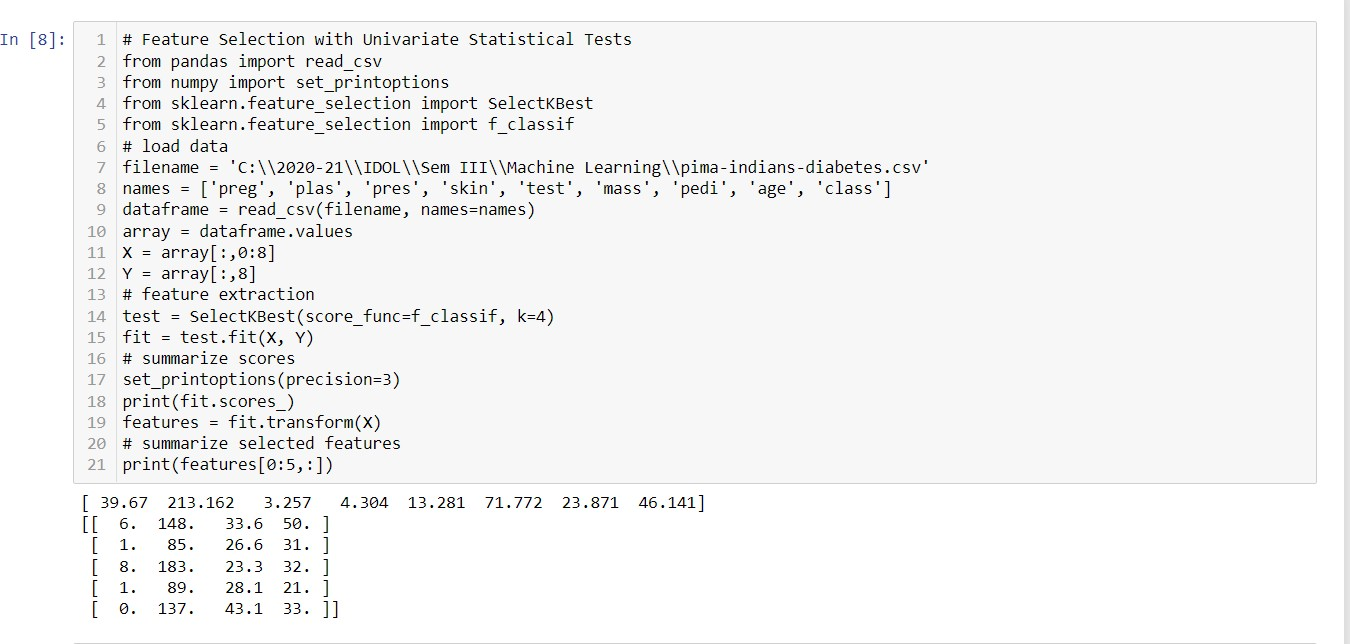 In [8]:
1 # Feature Selection with Univariate Statistical Tests
2 from pandas import read_csv
3 from numpy import set_printoptions
4 from sklearn.feature_selection import SelectKBest
5 from sklearn.feature_selection import f_classif
6 # load data
7 filename = 'C:\\2020-21\\IDOL\\Sem III\\Machine Learning\\pima-indians-diabetes.csv'
8 names = ['preg', 'plas', 'pres', 'skin', 'test', 'mass', 'pedi', 'age', 'class']
9 dataframe = read_csv(filename, names=names)
10 array = dataframe.values
11 X = array[:,0:8]
12 Y = array[:,8]
13 # feature extraction
14 test = SelectKBest(score_func=f_classif, k=4)
15 fit = test.fit(X, Y)
16 # summarize scores
17 set_printoptions(precision=3)
18 print(fit.scores_)
19 features = fit.transform(X)
20 # summarize selected features
21 print(features[0:5,:])
[ 39.67  213.162   3.257   4.304  13.281  71.772  23.871  46.141]
[[  6.  148.   33.6  50. ]
 [  1.   85.   26.6  31. ]
 [  8.  183.   23.3  32. ]
 [  1.   89.   28.1  21. ]
 [  0.  137.   43.1  33. ]]